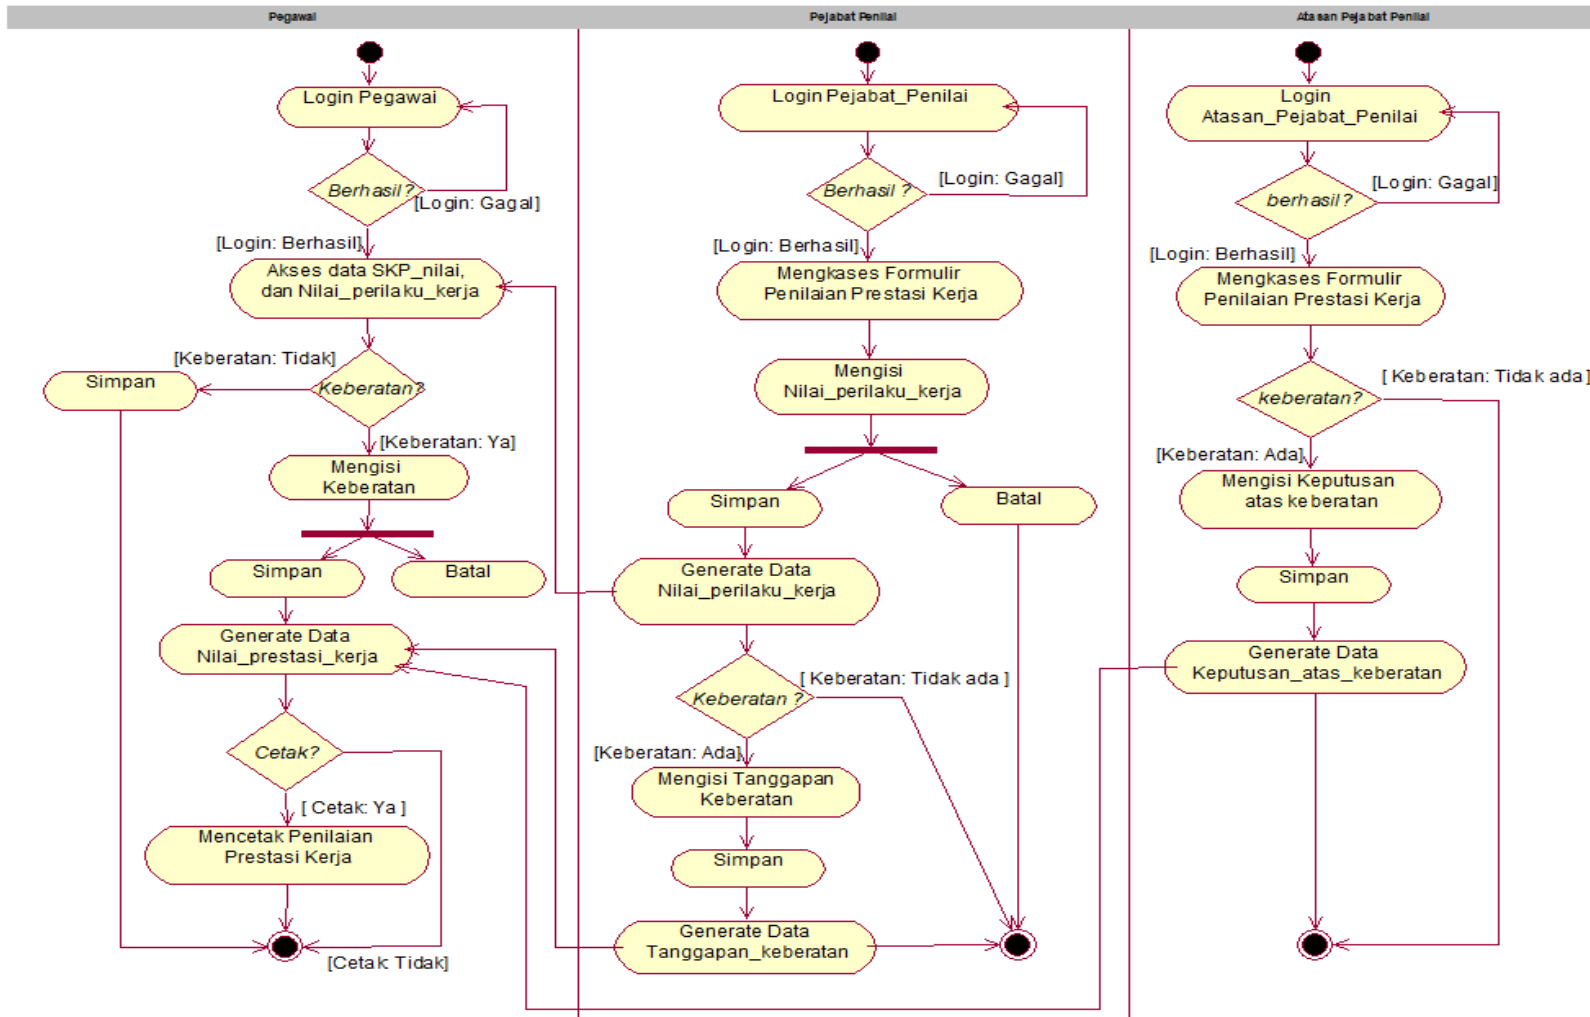 Pegawai
Pejabat Penilai
Atasan Pejabat Penilai
Login Pegawai
Berhasil?
[Login: Gagal]
[Login: Berhasil]
Akses data SKP_nilai,
dan Nilai_perilaku_kerja
[Keberatan: Tidak]
Simpan
Keberatan?
[Keberatan: Ya]
Mengisi
Keberatan
Simpan
Batal
Generate Data
Nilai_prestasi_kerja
Cetak?
[ Cetak: Ya ]
Mencetak Penilaian
Prestasi Kerja
[Cetak: Tidak]
Login Pejabat_Penilai
Berhasil ?
[Login: Gagal]
[Login: Berhasil]
Mengkases Formulir
Penilaian Prestasi Kerja
Mengisi
Nilai_perilaku_kerja
Simpan
Batal
Generate Data
Nilai_perilaku_kerja
Keberatan ?
[ Keberatan: Tidak ada ]
[Keberatan: Ada]
Mengisi Tanggapan
Keberatan
Simpan
Generate Data
Tanggapan_keberatan
Login
Atasan_Pejabat_Penilai
berhasil?
[Login: Gagal]
[Login: Berhasil]
Mengkases Formulir
Penilaian Prestasi Kerja
keberatan?
[ Keberatan: Tidak ada ]
[Keberatan: Ada]
Mengisi Keputusan
atas keberatan
Simpan
Generate Data
Keputusan_atas_keberatan